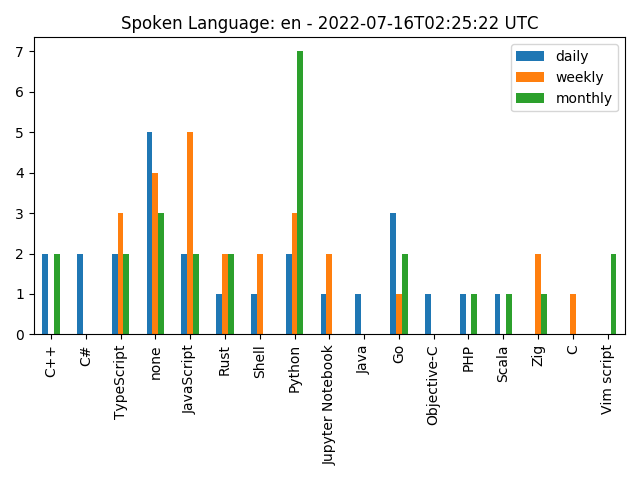 Spoken Language: en - 2022-07-16T02:25:22 UTC
daily
weekly
monthly
7
6
5
4
3
2
1
0
C++
C#
TypeScript
none
JavaScript
Rust
Shell
Python
Jupyter Notebook
Java
Go
Objective-C
PHP
Scala
Zig
C
Vim script